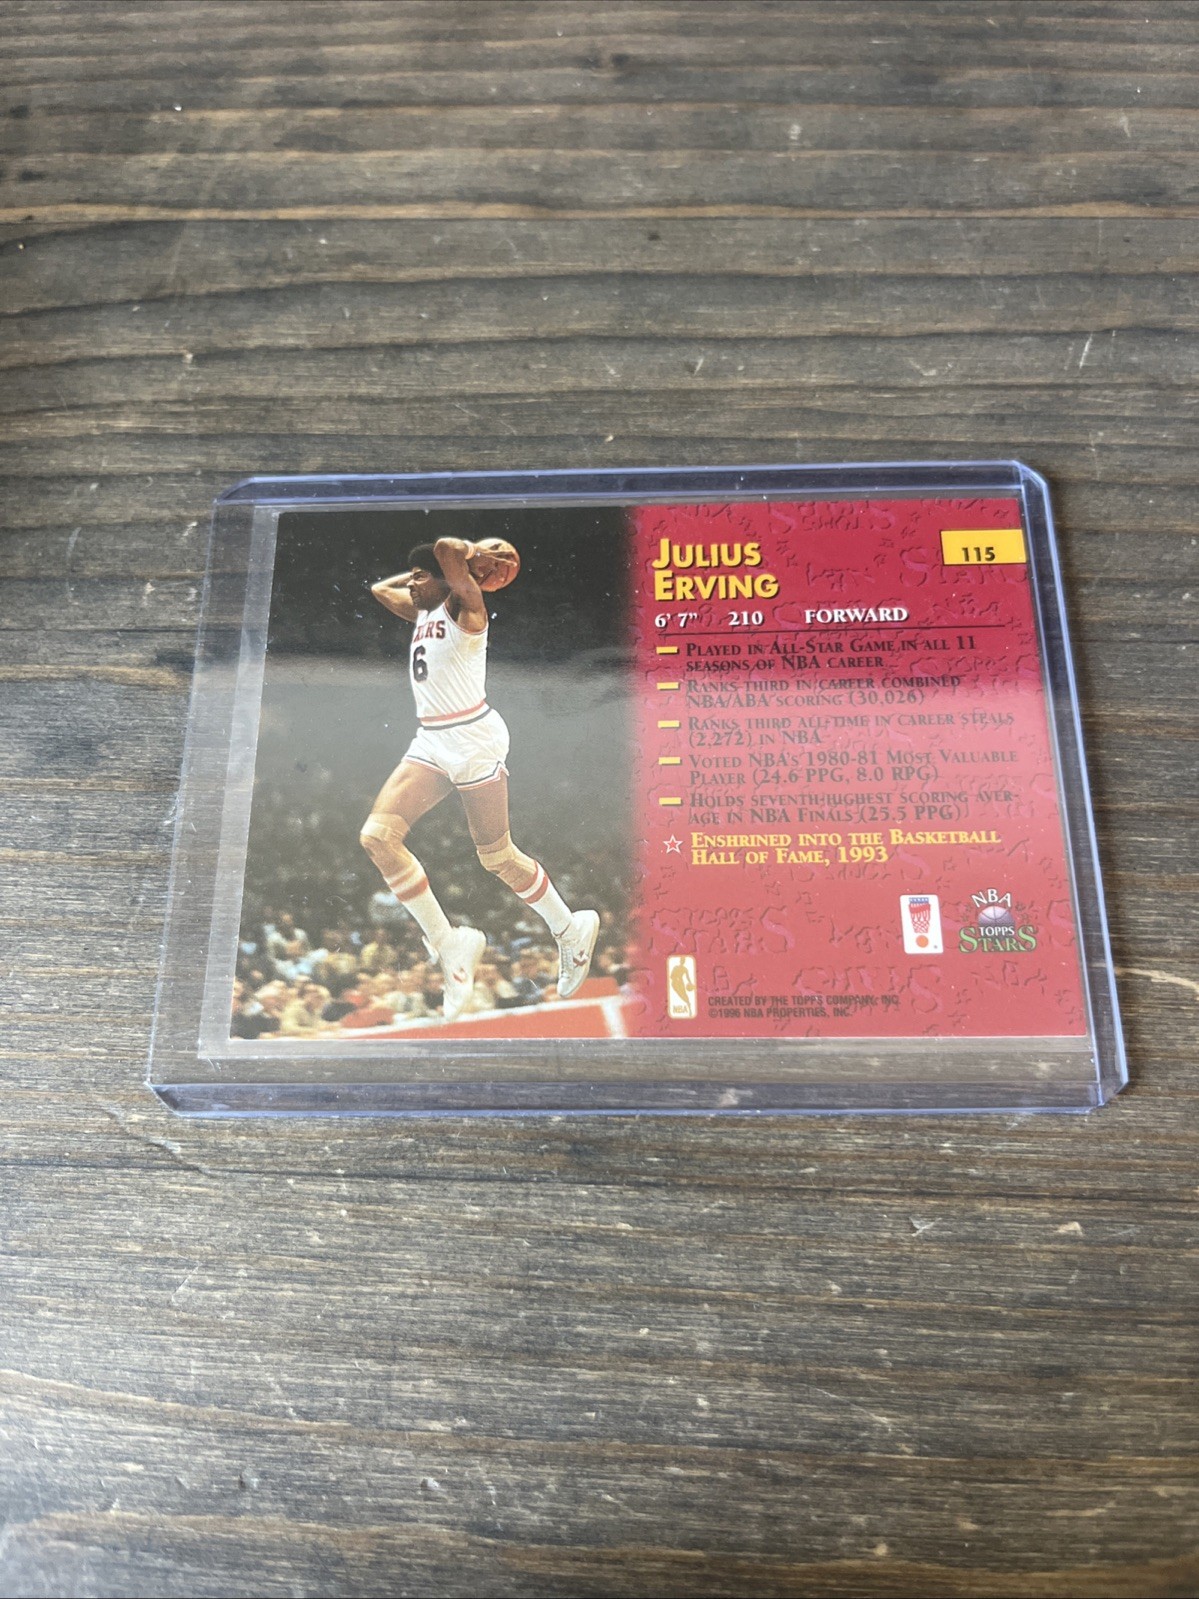 115
JULIUS
ERVING
6' 7" 210 FORWARD
PLAYED IN ALL-STAR GAME IN ALL 11
SEASONS OF NBA CAREER
RANKS THIRD IN CAREER COMBINED
NBA/ABA SCORING (30,026)
RANKS THIRD ALL-TIME IN CAREER STEALS
(2,272) IN NBA
VOTED NBA'S 1980-81 MOST VALUABLE
PLAYER (24.6 PPG, 8.0 RPG)
HOLDS SEVENTH-HIGHEST SCORING AVER-
AGE IN NBA FINALS (25.5 PPG)
ENSHRINED INTO THE BASKETBALL
HALL OF FAME, 1993
NBA
TOPPS
STARS
NBA
CREATED BY THE TOPPS COMPANY, INC.
©1996 NBA PROPERTIES, INC.
ERS
6